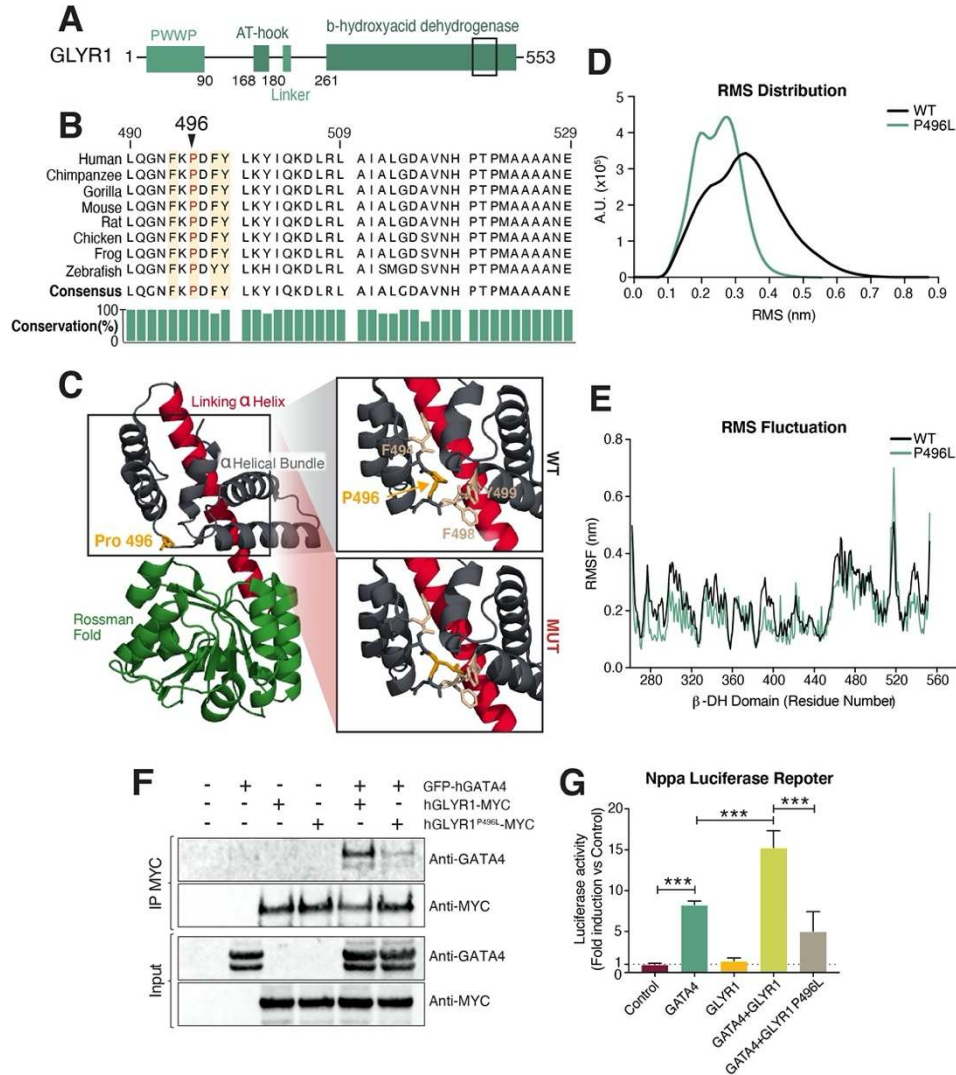 A
PWWP
AT-hook
b-hydroxyacid dehydrogenase
GLYR1 1
553
90
168
180
261
Linker
B
490
496
509
529
Human LQGNFKPDFY LKYIQKDLRL AIALGDAVNH PTPMAAAANE
Chimpanzee LQGNFKPDFY LKYIQKDLRL AIALGDAVNH PTPMAAAANE
Gorilla LQGNFKPDFY LKYIQKDLRL AIALGDAVNH PTPMAAAANE
Mouse LQGNFKPDFY LKYIQKDLRL AIALGDAVNH PTPMAAAANE
Rat LQGNFKPDFY LKYIQKDLRL AIALGDAVNH PTPMAAAANE
Chicken LQGNFKPDFY LKYIQKDLRL AIALGDSVNH PTPMAAAANE
Frog LQGNFKPDFY LKYIQKDLRL AIALGDSVNH PTPMAAAANE
Zebrafish LQGNFKPDYY LKHIQKDLRL AISMGDSVNH PTPMAAAANE
Consensus LQGNFKPDFY LKYIQKDLRL AIALGDAVNH PTPMAAAANE
Conservation(%)
100
0
100
0
C
Linking α Helix
α Helical Bundle
Pro 496
Rossman
Fold
F494
P496
Y499
F498
WT
MUT
D
RMS Distribution
WT
P496L
A.U. (x10⁵)
5
4
3
2
1
0
0.0 0.1 0.2 0.3 0.4 0.5 0.6 0.7 0.8 0.9
RMS (nm)
E
RMS Fluctuation
WT
P496L
RMSF (nm)
0.8
0.6
0.4
0.2
0.0
260 280 320 360 400 440 480 520 560
β-DH Domain (Residue Number)
F
- + - - + + GFP-hGATA4
- - + - + - hGLYR1-MYC
- - - + - + hGLYR1ᴾ⁴⁹⁶ᴸ-MYC
IP MYC
Anti-GATA4
Anti-MYC
Input
Anti-GATA4
Anti-MYC
G
Nppa Luciferase Repoter
Luciferase activity
(Fold induction vs Control)
20
15
10
5
1
0
***
***
***
Control
GATA4
GLYR1
GATA4+GLYR1
GATA4+GLYR1 P496L